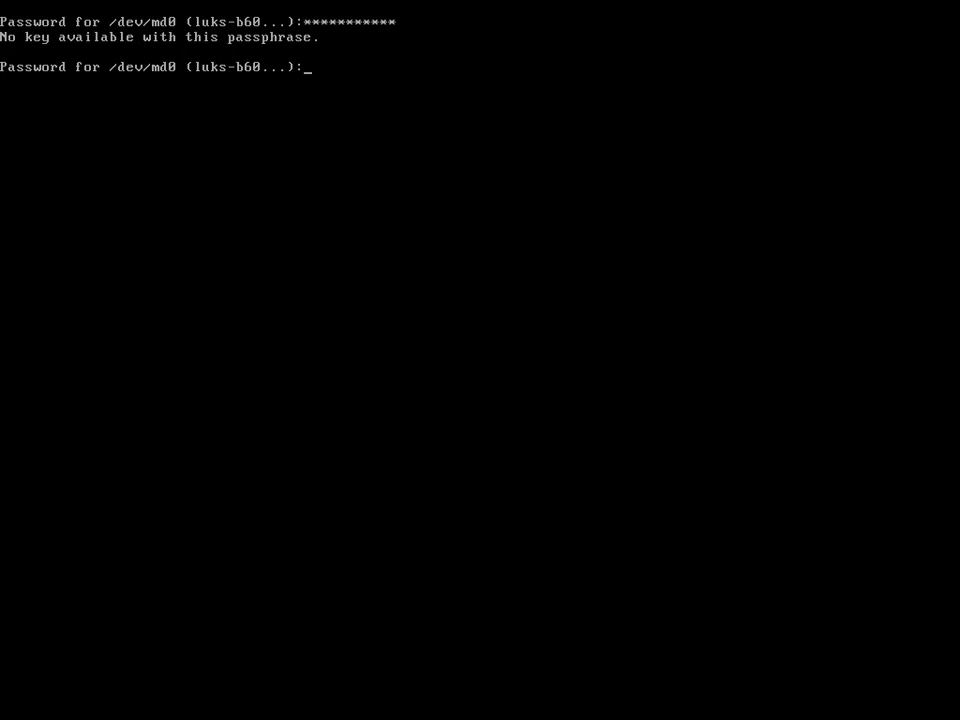 Password for /dev/md0 (luks-b60...):***********
No key available with this passphrase.
Password for /dev/md0 (luks-b60...):_